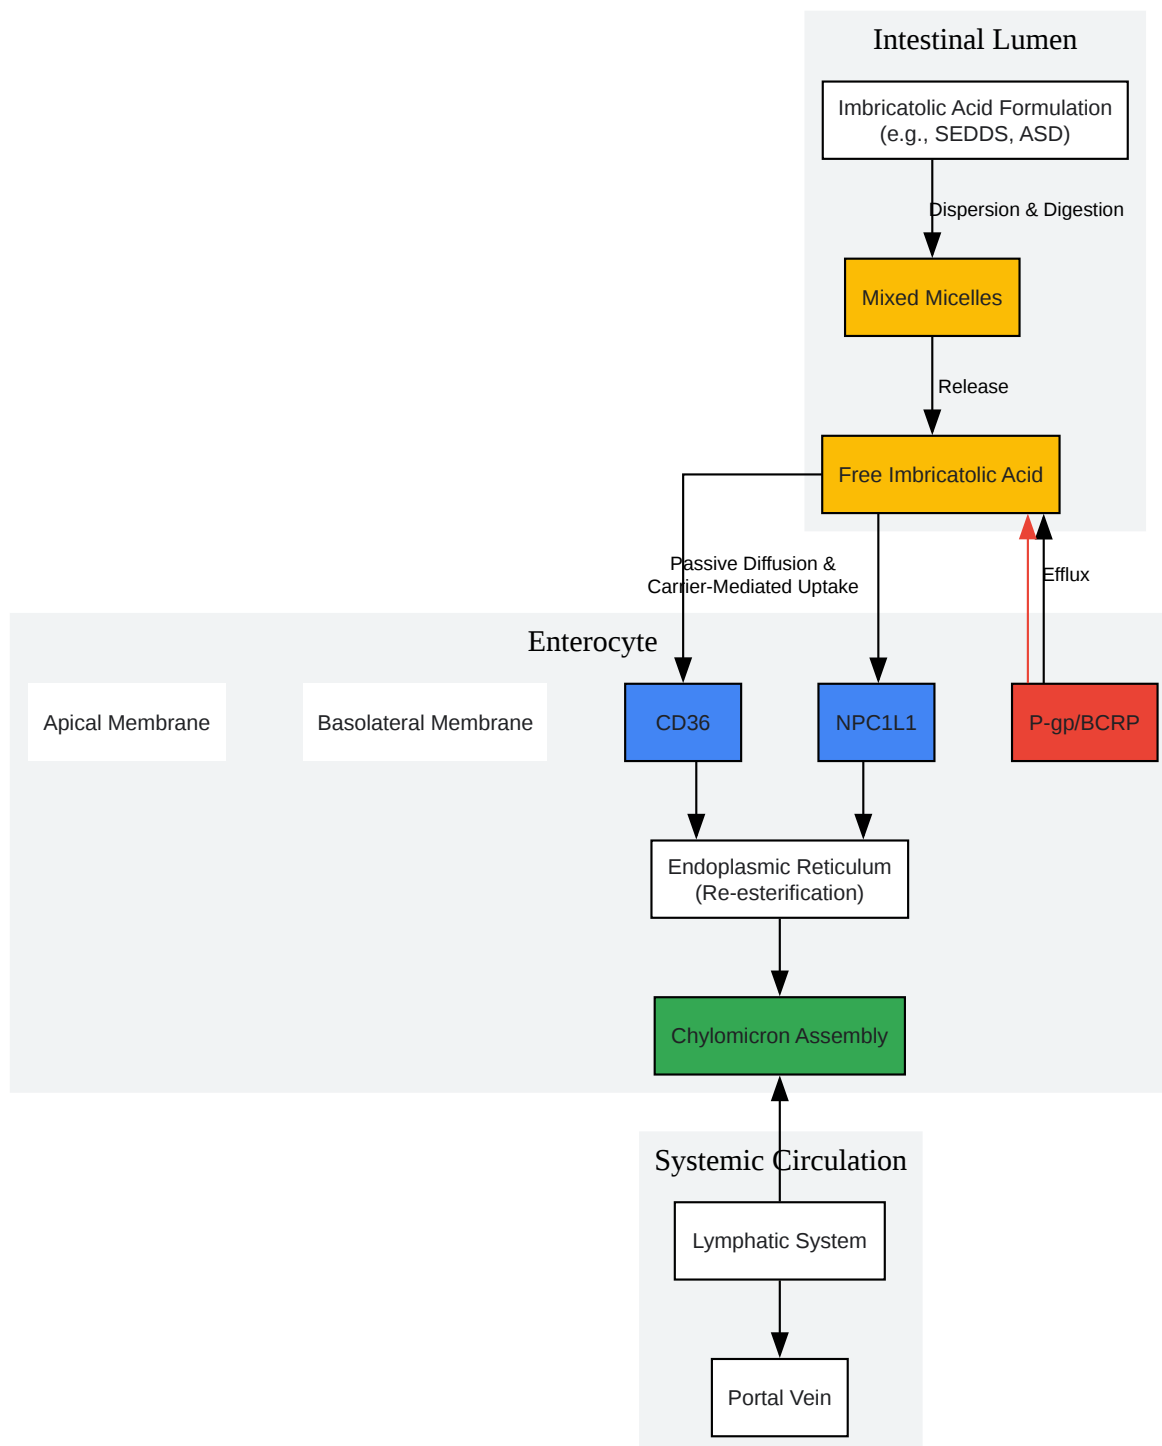 Intestinal Lumen
Imbricatolic Acid Formulation
(e.g., SEDDS, ASD)
Dispersion & Digestion
Mixed Micelles
Release
Free Imbricatolic Acid
Passive Diffusion &
Carrier-Mediated Uptake
Efflux
Enterocyte
Apical Membrane
Basolateral Membrane
CD36
NPC1L1
P-gp/BCRP
Endoplasmic Reticulum
(Re-esterification)
Chylomicron Assembly
Systemic Circulation
Lymphatic System
Portal Vein